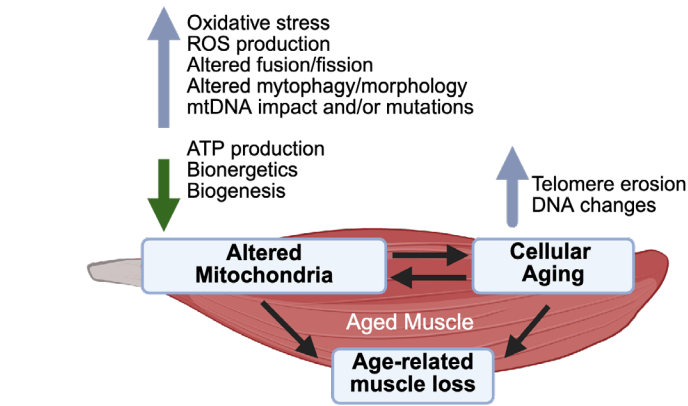 Oxidative stress
ROS production
Altered fusion/fission
Altered mytophagy/morphology
mtDNA impact and/or mutations
ATP production
Bionergetics
Biogenesis
Telomere erosion
DNA changes
Altered
Mitochondria
Cellular
Aging
Aged Muscle
Age-related
muscle loss